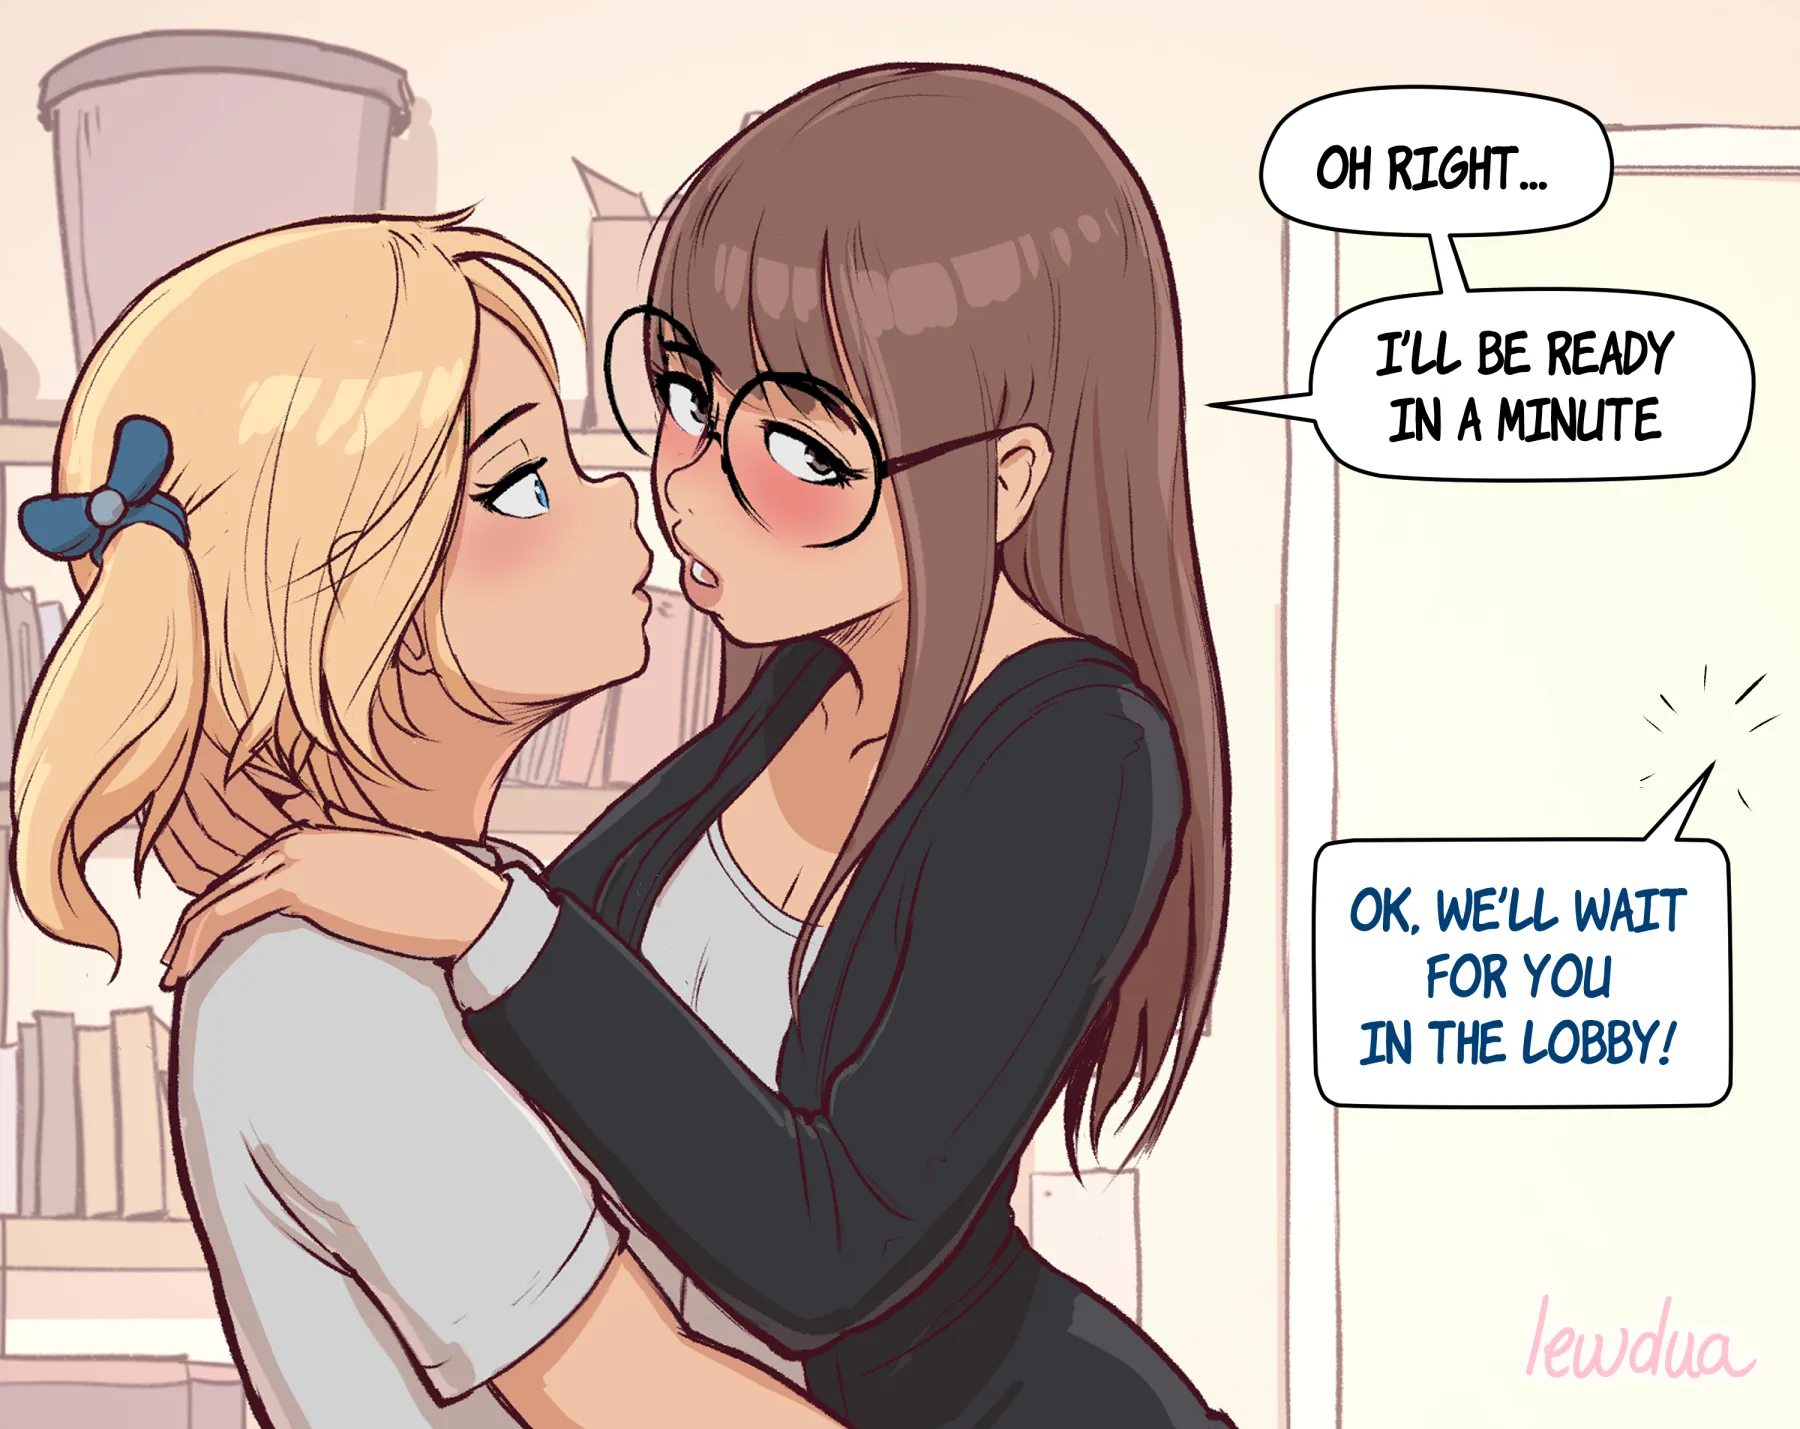 OH RIGHT...
I'LL BE READY
IN A MINUTE
OK, WE'LL WAIT
FOR YOU
IN THE LOBBY!
lewdua